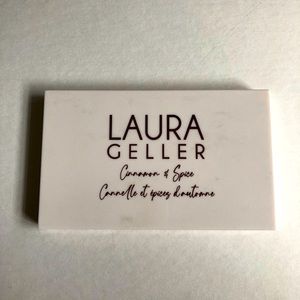 LAURA
GELLER
Cinnamon & Spice
Cannelle et épices d'automne